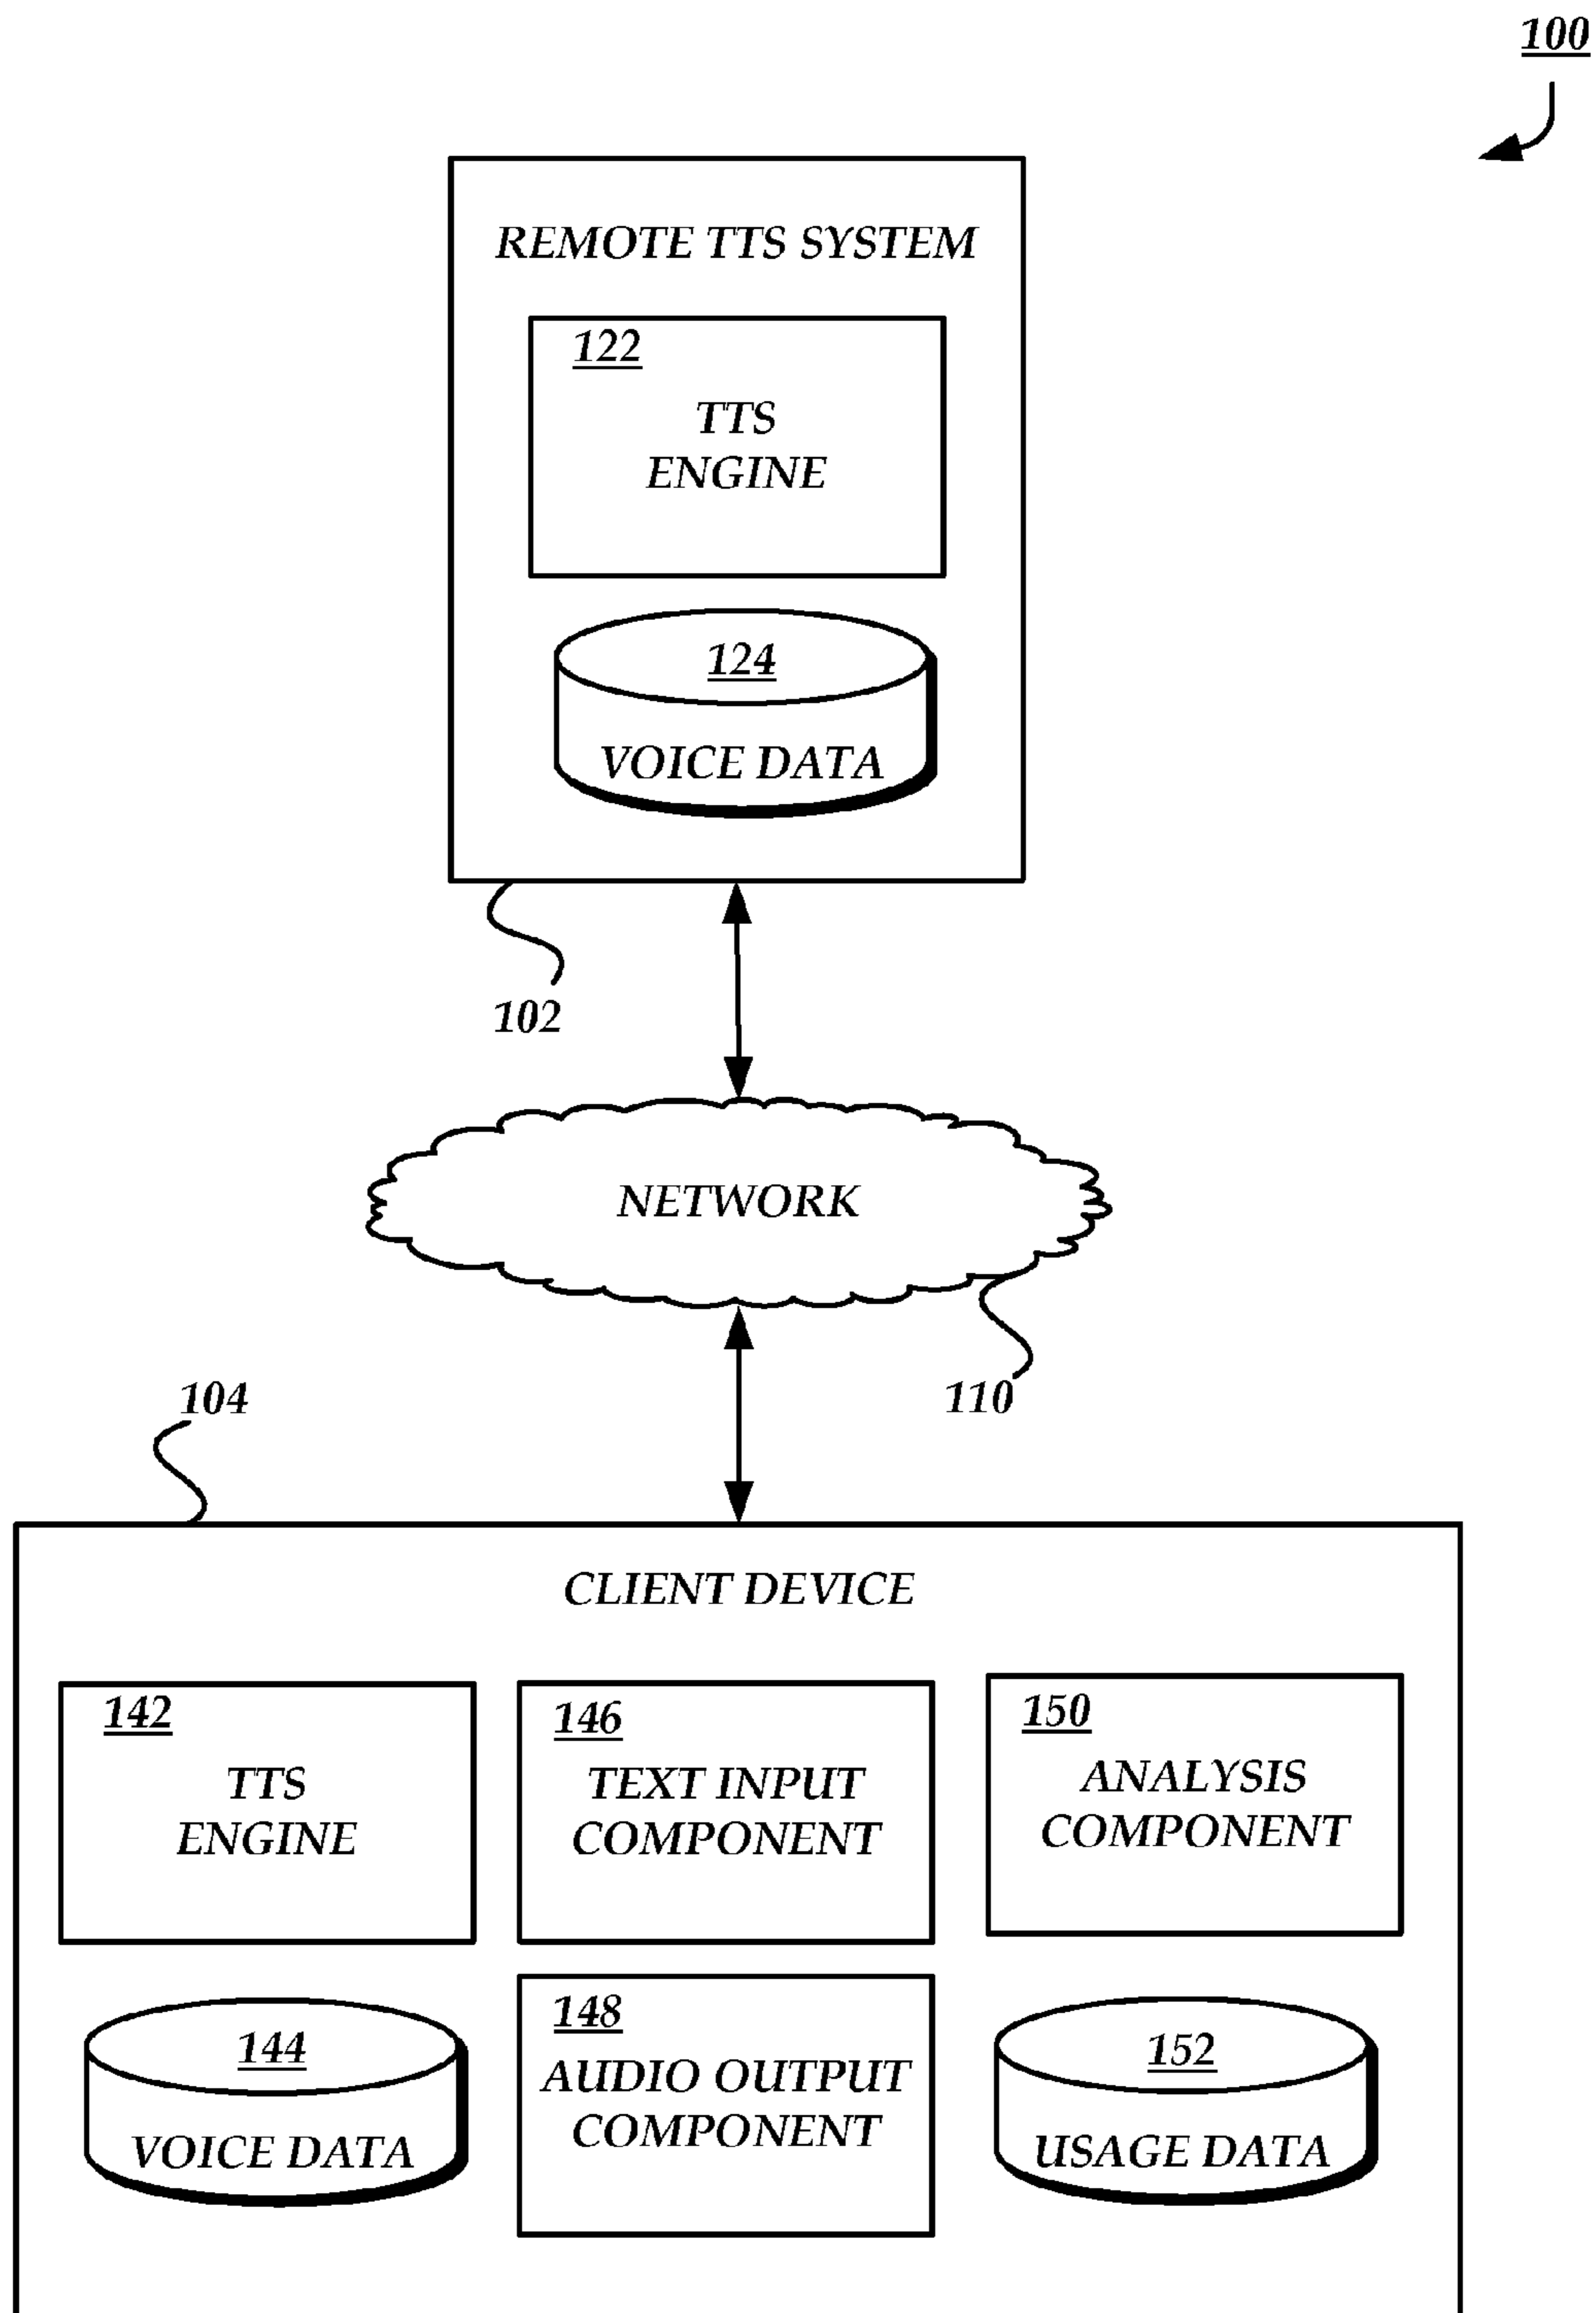 100
REMOTE TTS SYSTEM
122
TTS
ENGINE
124
VOICE DATA
102
NETWORK
110
104
CLIENT DEVICE
142
TTS
ENGINE
146
TEXT INPUT
COMPONENT
150
ANALYSIS
COMPONENT
144
VOICE DATA
148
AUDIO OUTPUT
COMPONENT
152
USAGE DATA